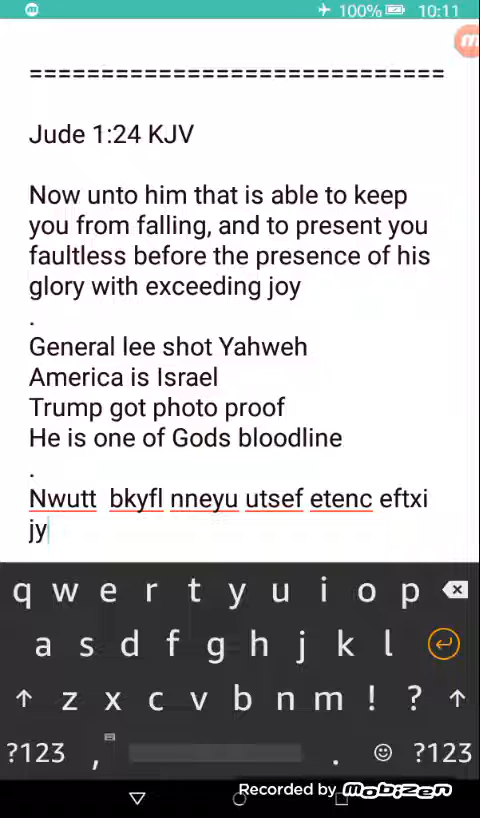 100% 10:11
m
=============================
Jude 1:24 KJV
Now unto him that is able to keep
you from falling, and to present you
faultless before the presence of his
glory with exceeding joy
.
General lee shot Yahweh
America is Israel
Trump got photo proof
He is one of Gods bloodline
.
Nwutt  bkyfl nneyu utsef etenc eftxi
jy
q w e r t y u i o p
a s d f g h j k l
z x c v b n m ! ?
?123 , . ?123
Recorded by mobizen